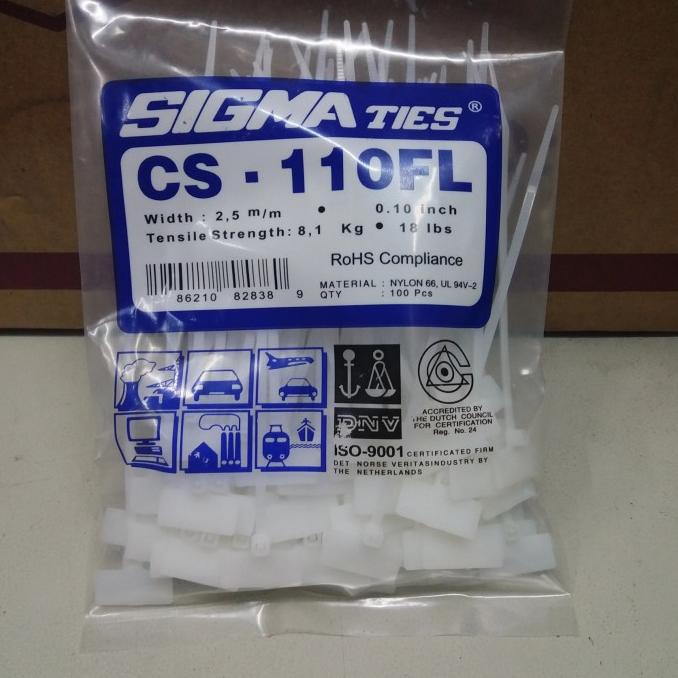 SIGMA TIES ®
CS - 110FL
Width : 2,5 m/m • 0.10 inch
Tensile Strength: 8,1 Kg • 18 lbs
RoHS Compliance
MATERIAL : NYLON 66, UL 94V-2
QTY : 100 Pcs
86210 82838 9
DNV
ACCREDITED BY
THE DUTCH COUNCIL
FOR CERTIFICATION
Reg. No. 24
ISO-9001 CERTIFICATED FIRM
DET NORSE VERITASINDUSTRY BY
THE NETHERLANDS